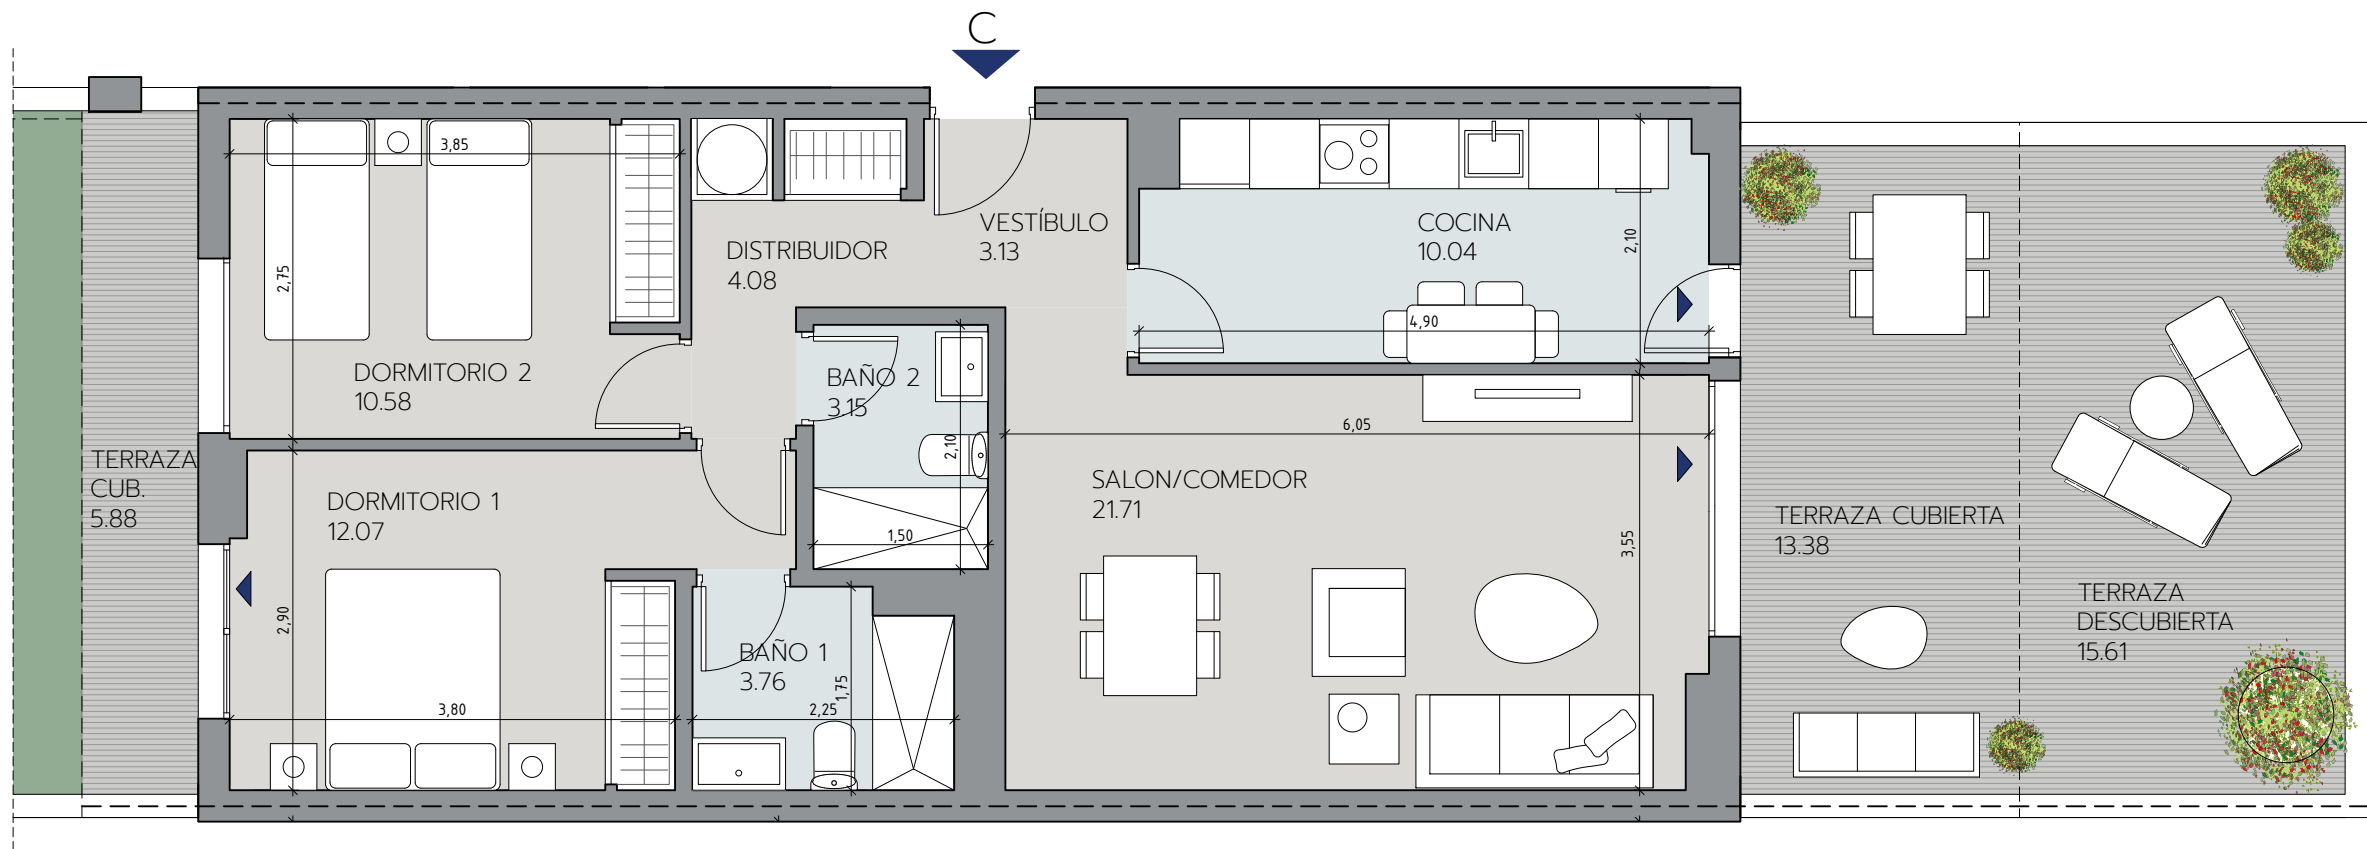 C
3,85
VESTÍBULO
3.13
COCINA
10.04
2,10
DISTRIBUIDOR
4.08
2,75
4,90
DORMITORIO 2
10.58
BAÑO 2
3.15
2,10
6,05
TERRAZA
CUB.
5.88
DORMITORIO 1
12.07
SALON/COMEDOR
21.71
1,50
3,55
TERRAZA CUBIERTA
13.38
TERRAZA
DESCUBIERTA
15.61
2,90
BAÑO 1
3.76
1,75
3,80
2,25